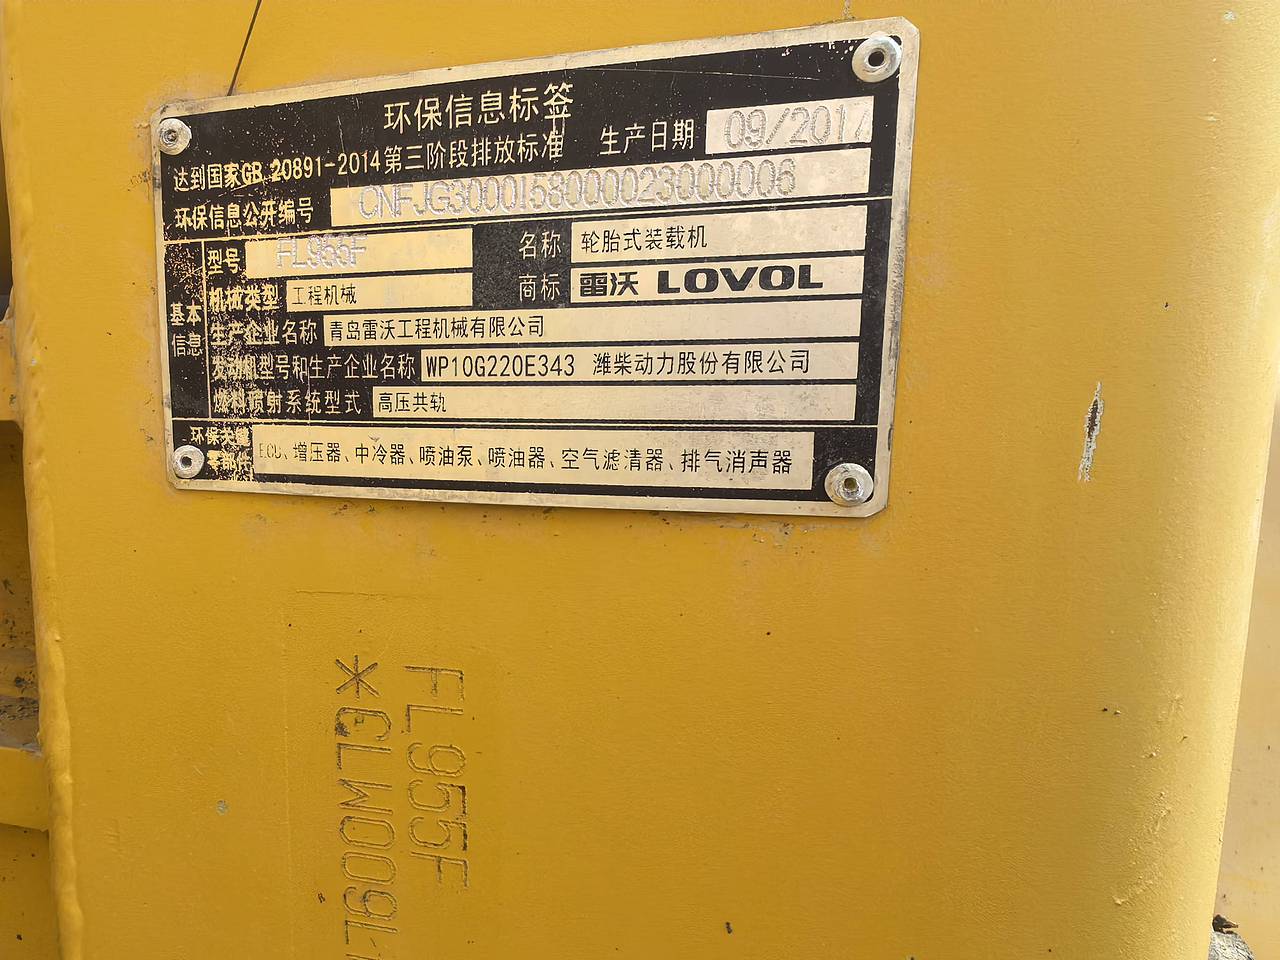 环保信息标签
达到国家GB 20891-2014第三阶段排放标准 生产日期 09/2017
环保信息公开编号 CNFJG3000158000023000006
基本信息
型号 FL955F 名称 轮胎式装载机
机械类型 工程机械 商标 雷沃 LOVOL
生产企业名称 青岛雷沃工程机械有限公司
发动机型号和生产企业名称 WP10G220E343 潍柴动力股份有限公司
燃料喷射系统型式 高压共轨
环保关键零部件 ECU、增压器、中冷器、喷油泵、喷油器、空气滤清器、排气消声器
FL955F
*GLW009L